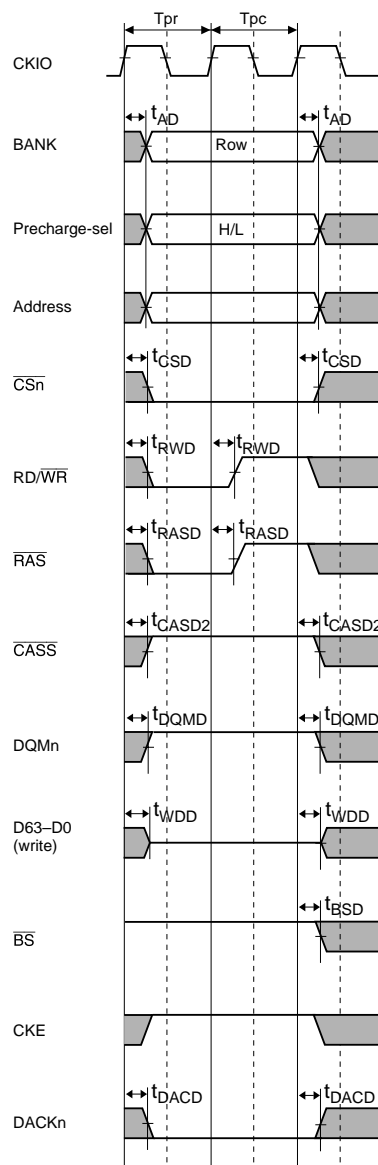 Tpr Tpc
CKIO
tAD tAD
BANK Row
Precharge-sel H/L
Address
tCSD tCSD
CSn
tRWD tRWD
RD/WR
tRASD tRASD
RAS
tCASD2 tCASD2
CASS
tDQMD tDQMD
DQMn
tWDD tWDD
D63–D0
(write)
tBSD
BS
CKE
tDACD tDACD
DACKn